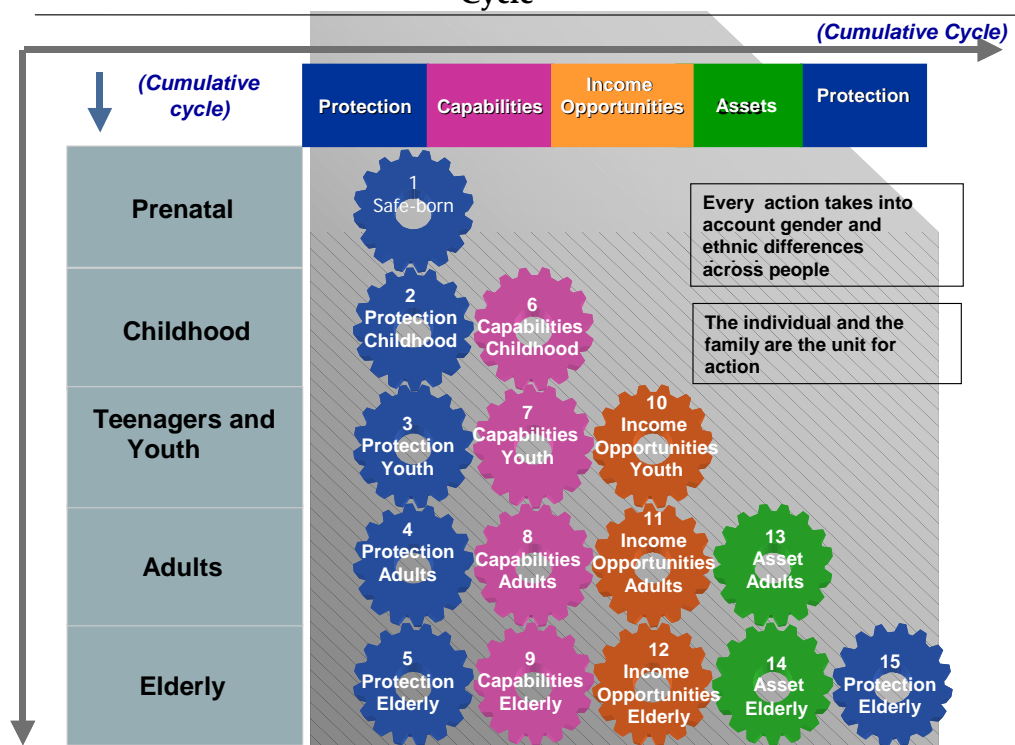 Cycle
(Cumulative Cycle)
(Cumulative
cycle)
Protection
Capabilities
Income
Opportunities
Assets
Protection
Prenatal
1
Safe-born
Every action takes into
account gender and
ethnic differences
across people
Childhood
2
Protection
Childhood
6
Capabilities
Childhood
The individual and the
family are the unit for
action
Teenagers and
Youth
3
Protection
Youth
7
Capabilities
Youth
10
Income
Opportunities
Youth
Adults
4
Protection
Adults
8
Capabilities
Adults
11
Income
Opportunities
Adults
13
Asset
Adults
Elderly
5
Protection
Elderly
9
Capabilities
Elderly
12
Income
Opportunities
Elderly
14
Asset
Elderly
15
Protection
Elderly